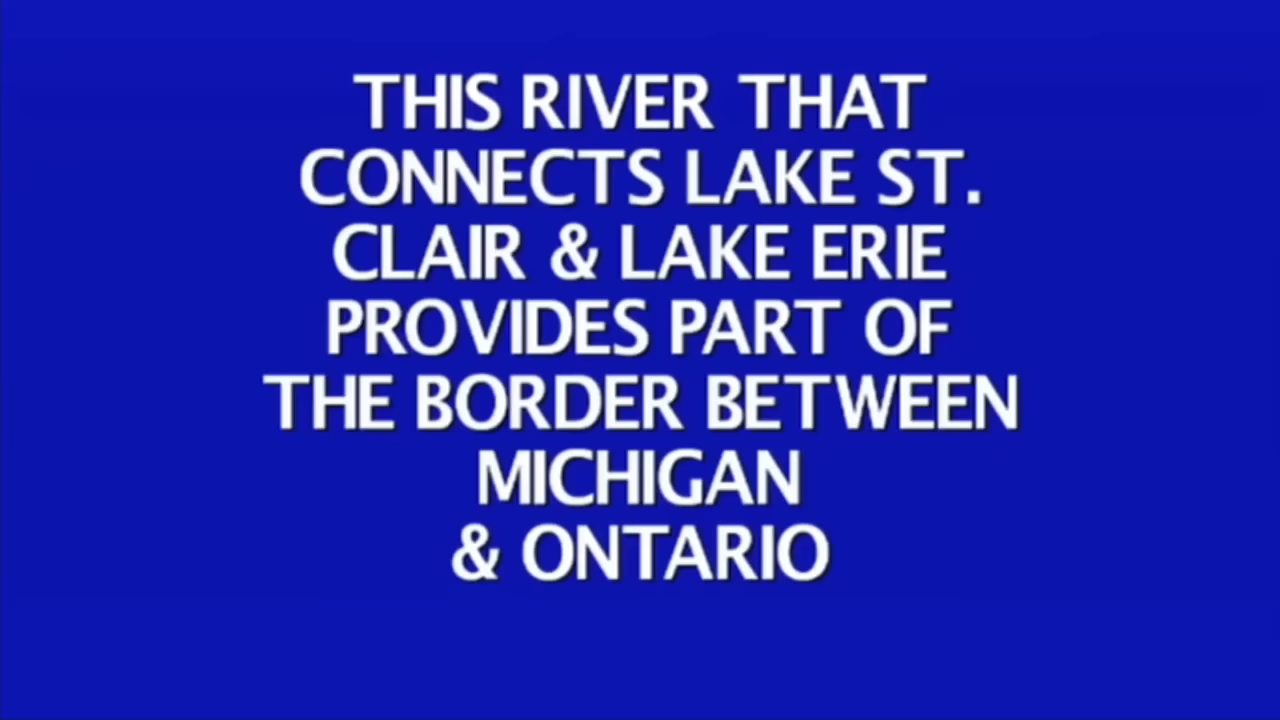 THIS RIVER THAT
CONNECTS LAKE ST.
CLAIR & LAKE ERIE
PROVIDES PART OF
THE BORDER BETWEEN
MICHIGAN
& ONTARIO